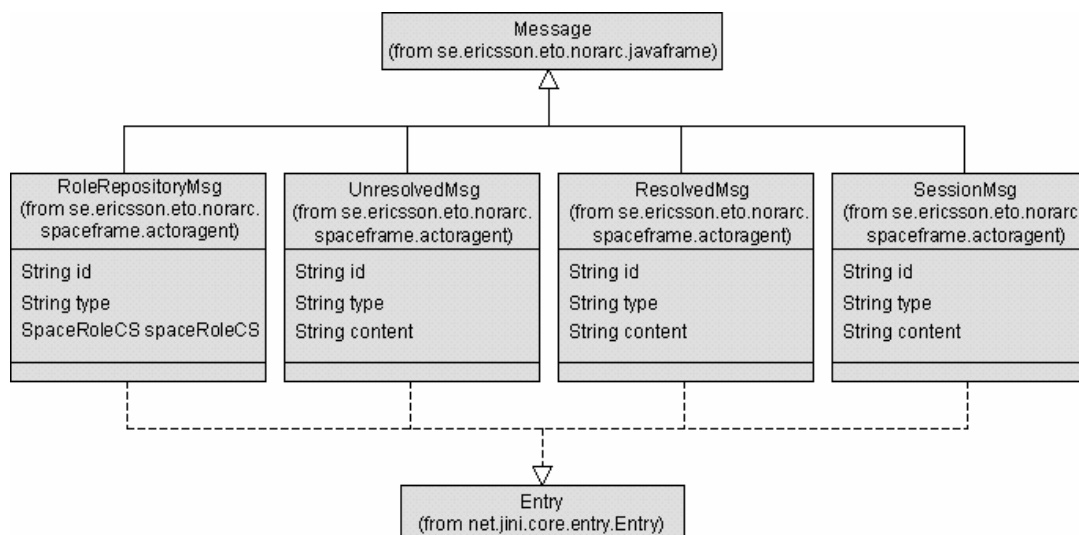 Message
(from se.ericsson.eto.norarc.javaframe)
RoleRepositoryMsg
(from se.ericsson.eto.norarc.
spaceframe.actoragent)
String id
String type
SpaceRoleCS spaceRoleCS
UnresolvedMsg
(from se.ericsson.eto.norarc.
spaceframe.actoragent)
String id
String type
String content
ResolvedMsg
(from se.ericsson.eto.norarc.
spaceframe.actoragent)
String id
String type
String content
SessionMsg
(from se.ericsson.eto.norarc.
spaceframe.actoragent)
String id
String type
String content
Entry
(from net.jini.core.entry.Entry)